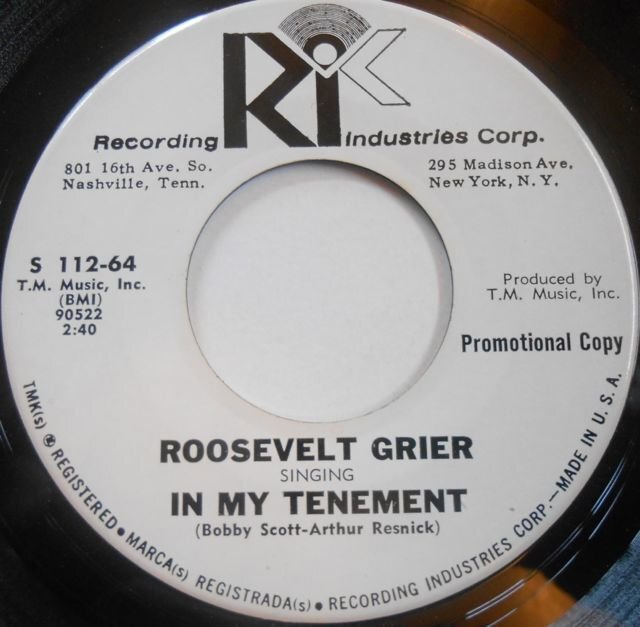 RIC
Recording Industries Corp.
801 16th Ave. So.
Nashville, Tenn.
295 Madison Ave.
New York, N.Y.
S 112-64
T.M. Music, Inc.
(BMI)
90522
2:40
Produced by
T.M. Music, Inc.
Promotional Copy
ROOSEVELT GRIER
SINGING
IN MY TENEMENT
(Bobby Scott-Arthur Resnick)
TMK(s) ® REGISTERED • MARCA(s) REGISTRADA(s) • RECORDING INDUSTRIES CORP.—MADE IN U.S.A.